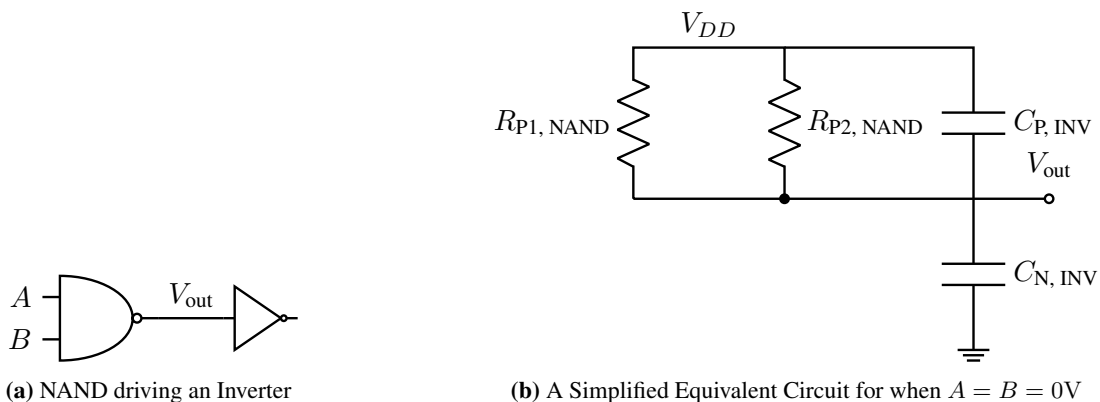 V_DD
R_P1, NAND
R_P2, NAND
C_P, INV
V_out
C_N, INV
A
B
V_out
(a) NAND driving an Inverter
(b) A Simplified Equivalent Circuit for when A = B = 0V